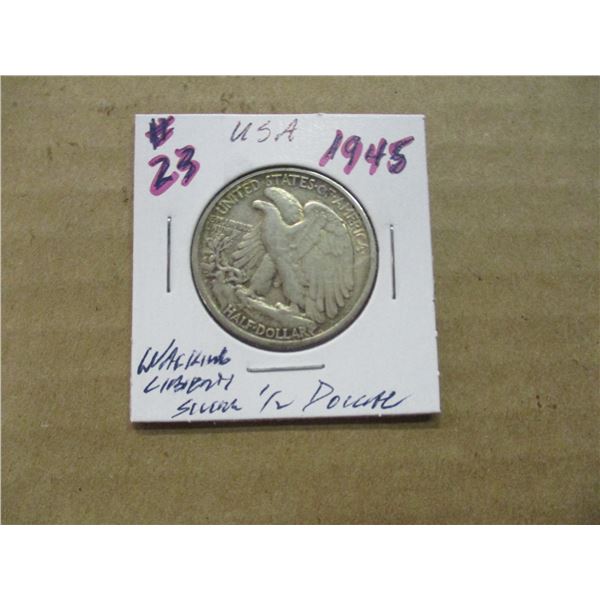 # USA 1945
23
UNITED STATES OF AMERICA
HALF DOLLAR
WALKING
LIBERTY
SILVER 1/2 DOLLAR